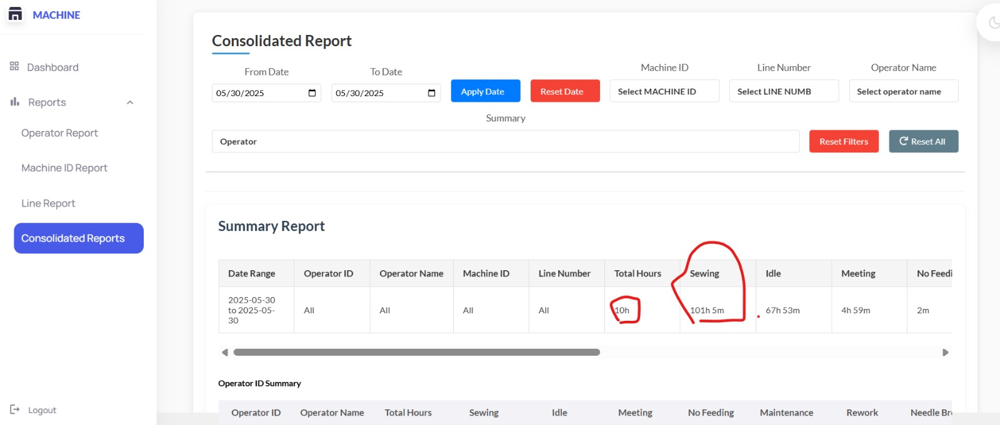 MACHINE
Dashboard
Reports
Operator Report
Machine ID Report
Line Report
Consolidated Reports
Logout
Consolidated Report
From Date
To Date
Machine ID
Line Number
Operator Name
05/30/2025
05/30/2025
Apply Date
Reset Date
Select MACHINE ID
Select LINE NUMB
Select operator name
Summary
Operator
Reset Filters
Reset All
Summary Report
Date Range Operator ID Operator Name Machine ID Line Number Total Hours Sewing Idle Meeting No Feedi
2025-05-30
to 2025-05-
30
All All All All 10h 101h 5m 67h 53m 4h 59m 2m
Operator ID Summary
Operator ID Operator Name Total Hours Sewing Idle Meeting No Feeding Maintenance Rework Needle Br